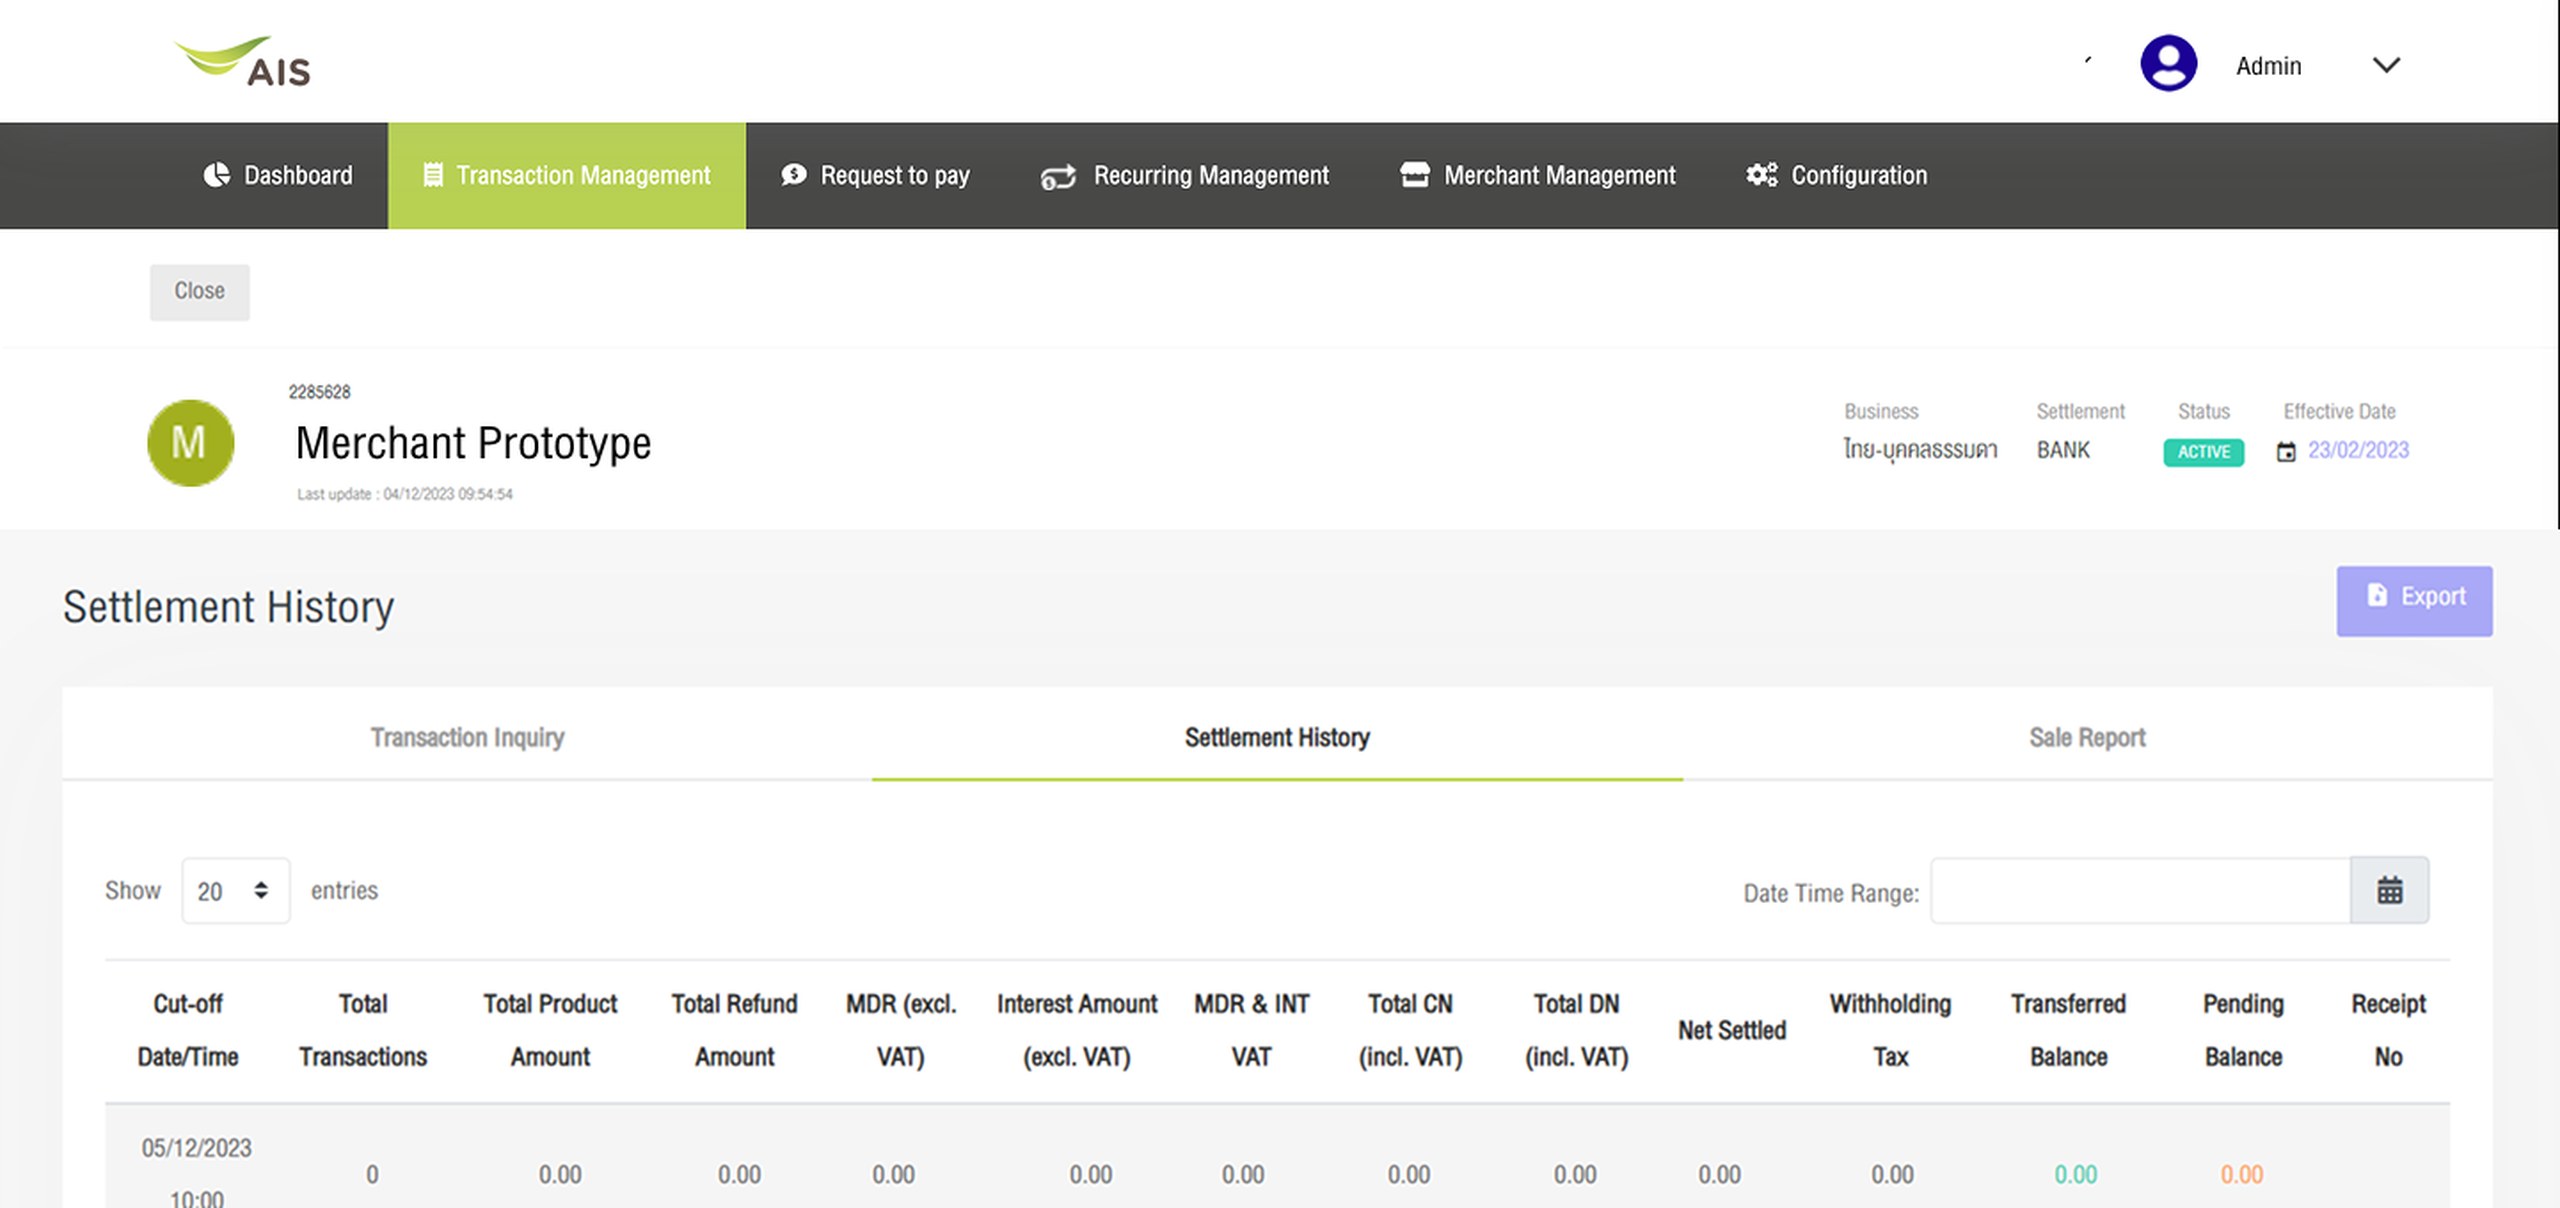 AIS
Admin
Dashboard
Transaction Management
Request to pay
Recurring Management
Merchant Management
Configuration
Close
2285628
M
Merchant Prototype
Last update : 04/12/2023 09:54:54
Business
ไทย-บุคคลธรรมดา
Settlement
BANK
Status
ACTIVE
Effective Date
23/02/2023
Settlement History
Export
Transaction Inquiry
Settlement History
Sale Report
Show 20 entries
Date Time Range:
Cut-off
Date/Time
Total
Transactions
Total Product
Amount
Total Refund
Amount
MDR (excl.
VAT)
Interest Amount
(excl. VAT)
MDR & INT
VAT
Total CN
(incl. VAT)
Total DN
(incl. VAT)
Net Settled
Withholding
Tax
Transferred
Balance
Pending
Balance
Receipt
No
05/12/2023
10:00
0
0.00
0.00
0.00
0.00
0.00
0.00
0.00
0.00
0.00
0.00
0.00